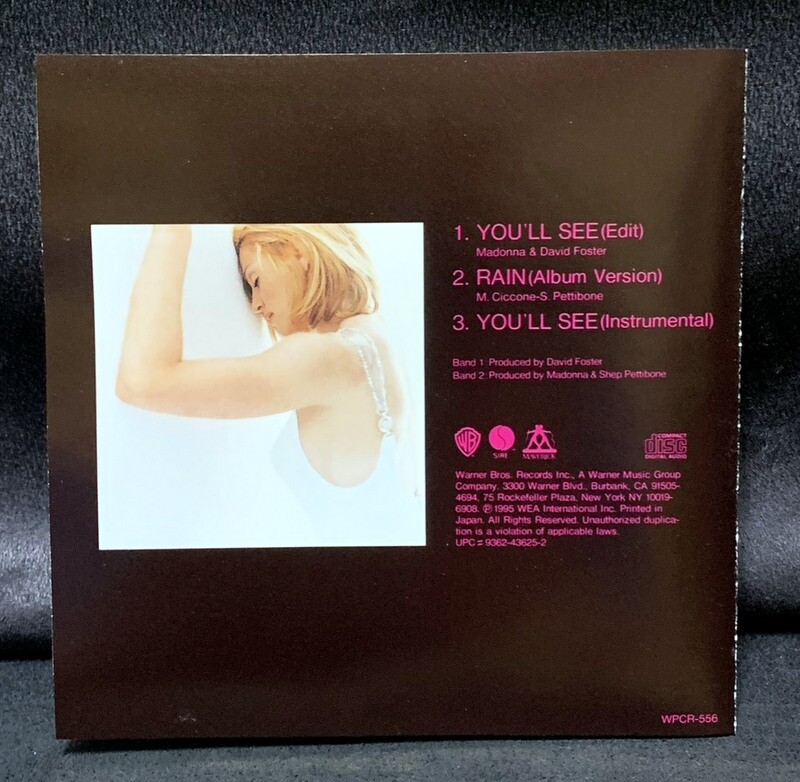 1. YOU'LL SEE(Edit)
Madonna & David Foster
2. RAIN(Album Version)
M. Ciccone-S. Pettibone
3. YOU'LL SEE(Instrumental)
Band 1: Produced by David Foster
Band 2: Produced by Madonna & Shep Pettibone
WB SIRE MAVERICK COMPACT disc DIGITAL AUDIO
Warner Bros. Records Inc., A Warner Music Group
Company, 3300 Warner Blvd., Burbank, CA 91505-
4694, 75 Rockefeller Plaza, New York NY 10019-
6908. ℗1995 WEA International Inc. Printed in
Japan. All Rights Reserved. Unauthorized duplica-
tion is a violation of applicable laws.
UPC=9362-43625-2
WPCR-556